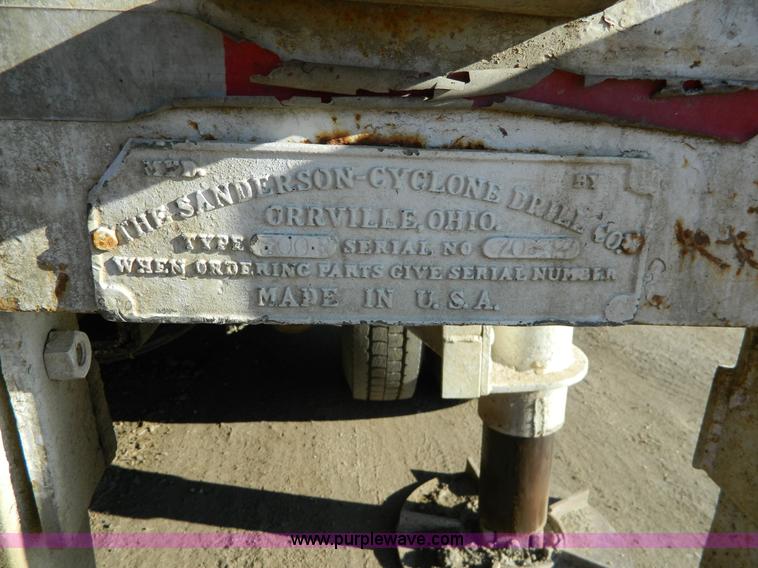 MF'D. BY
THE SANDERSON-CYCLONE DRILL CO.
ORRVILLE, OHIO.
TYPE SERIAL NO
WHEN ORDERING PARTS GIVE SERIAL NUMBER
MADE IN U.S.A.
www.purplewave.com